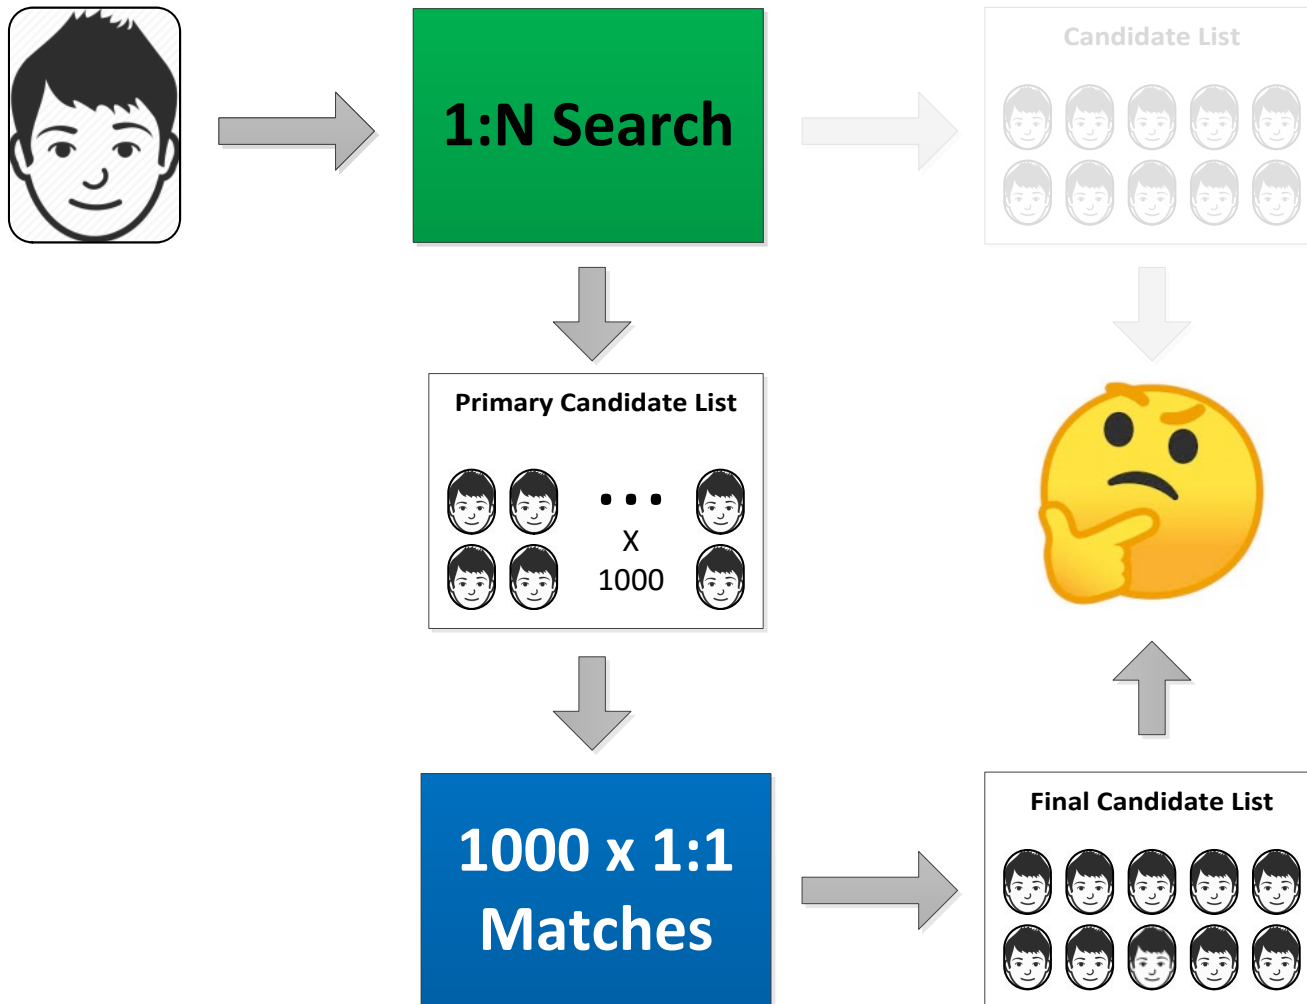 1:N Search
Candidate List
Primary Candidate List
...
X
1000
1000 x 1:1
Matches
Final Candidate List